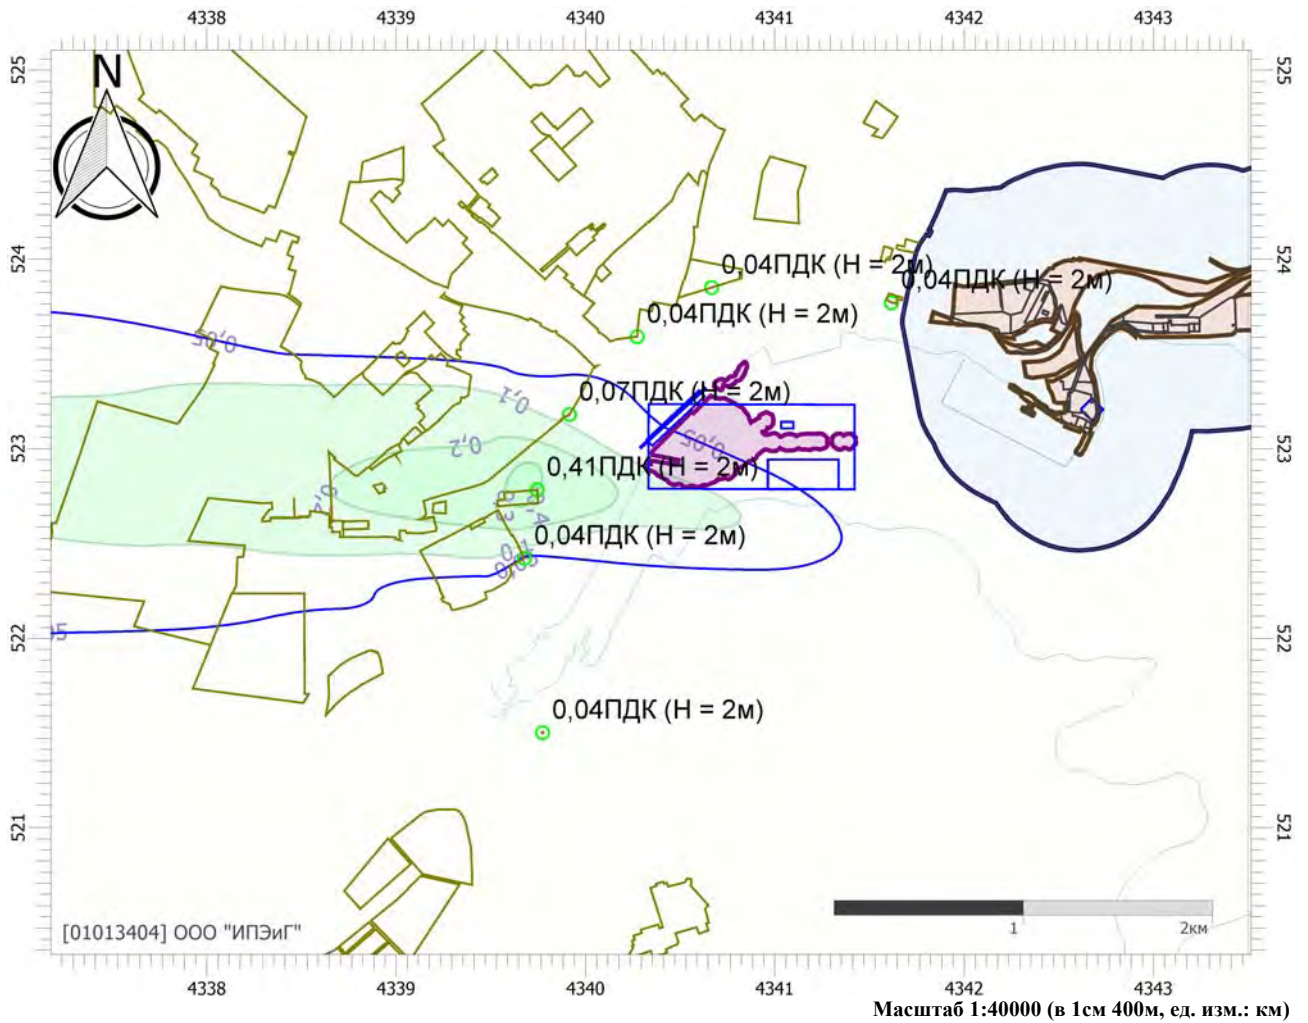 4338 4339 4340 4341 4342 4343
525 525
N
524 524
0,04ПДК (Н = 2м)
0,04ПДК (Н = 2м)
0,04ПДК (Н = 2м)
0,05
0,07ПДК (Н = 2м)
0,1
0,05
0,2
523 523
0,41ПДК (Н = 2м)
0,04ПДК (Н = 2м)
522 522
0,04ПДК (Н = 2м)
521 521
[01013404] ООО "ИПЭиГ"
1 2км
4338 4339 4340 4341 4342 4343
Масштаб 1:40000 (в 1см 400м, ед. изм.: км)